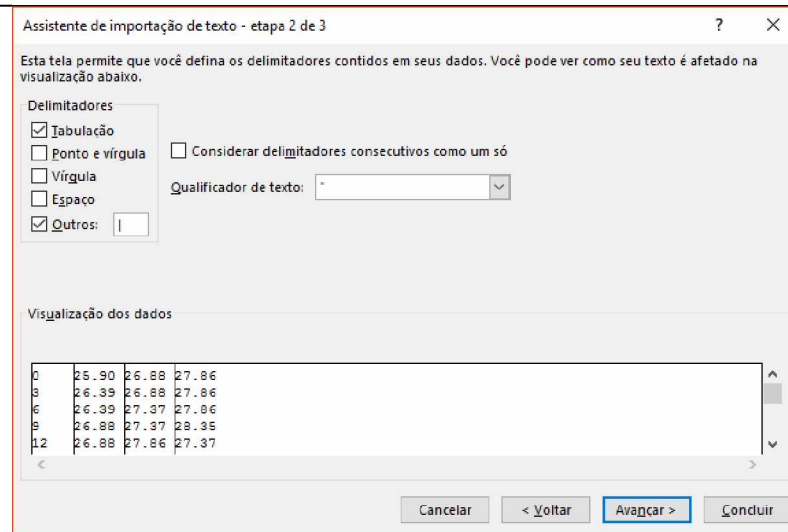 Assistente de importação de texto - etapa 2 de 3
Esta tela permite que você defina os delimitadores contidos em seus dados. Você pode ver como seu texto é afetado na
visualização abaixo.
Delimitadores
Tabulação
Ponto e vírgula
Vírgula
Espaço
Outros: |
Considerar delimitadores consecutivos como um só
Qualificador de texto: "
Visualização dos dados
0 25.90 26.88 27.86
3 26.39 26.88 27.86
6 26.39 27.37 27.86
9 26.88 27.37 28.35
12 26.88 27.86 27.37
Cancelar < Voltar Avançar > Concluir